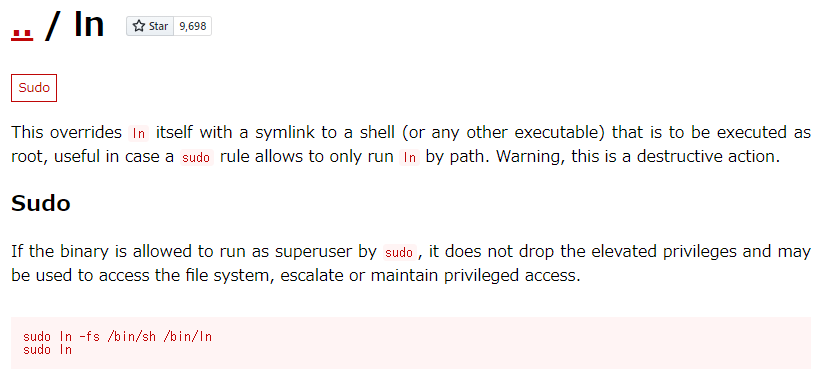 .. / ln
Star 9,698
Sudo
This overrides ln itself with a symlink to a shell (or any other executable) that is to be executed as
root, useful in case a sudo rule allows to only run ln by path. Warning, this is a destructive action.
Sudo
If the binary is allowed to run as superuser by sudo, it does not drop the elevated privileges and may
be used to access the file system, escalate or maintain privileged access.
sudo ln -fs /bin/sh /bin/ln
sudo ln